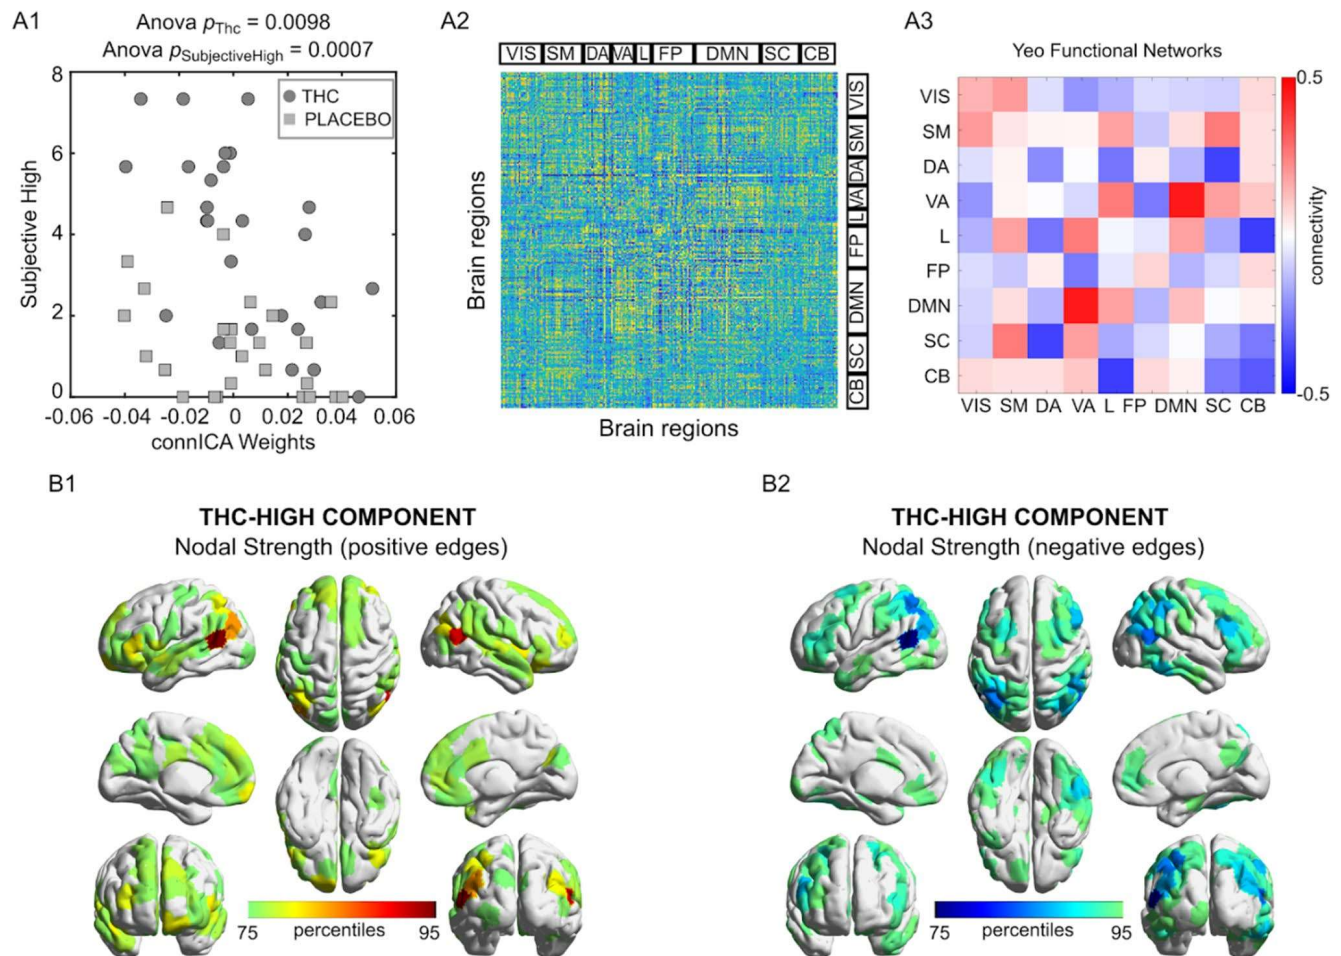 A1
Anova pThc = 0.0098
Anova pSubjectiveHigh = 0.0007
8
6
4
2
0
Subjective High
THC
PLACEBO
-0.06 -0.04 -0.02 0 0.02 0.04 0.06
connICA Weights
A2
VIS SM DA VA L FP DMN SC CB
Brain regions
VIS
SM
DA
VA
L
FP
DMN
SC
CB
Brain regions
A3
Yeo Functional Networks
VIS
SM
DA
VA
L
FP
DMN
SC
CB
VIS SM DA VA L FP DMN SC CB
0.5
connectivity
-0.5
B1
THC-HIGH COMPONENT
Nodal Strength (positive edges)
75 percentiles 95
B2
THC-HIGH COMPONENT
Nodal Strength (negative edges)
75 percentiles 95